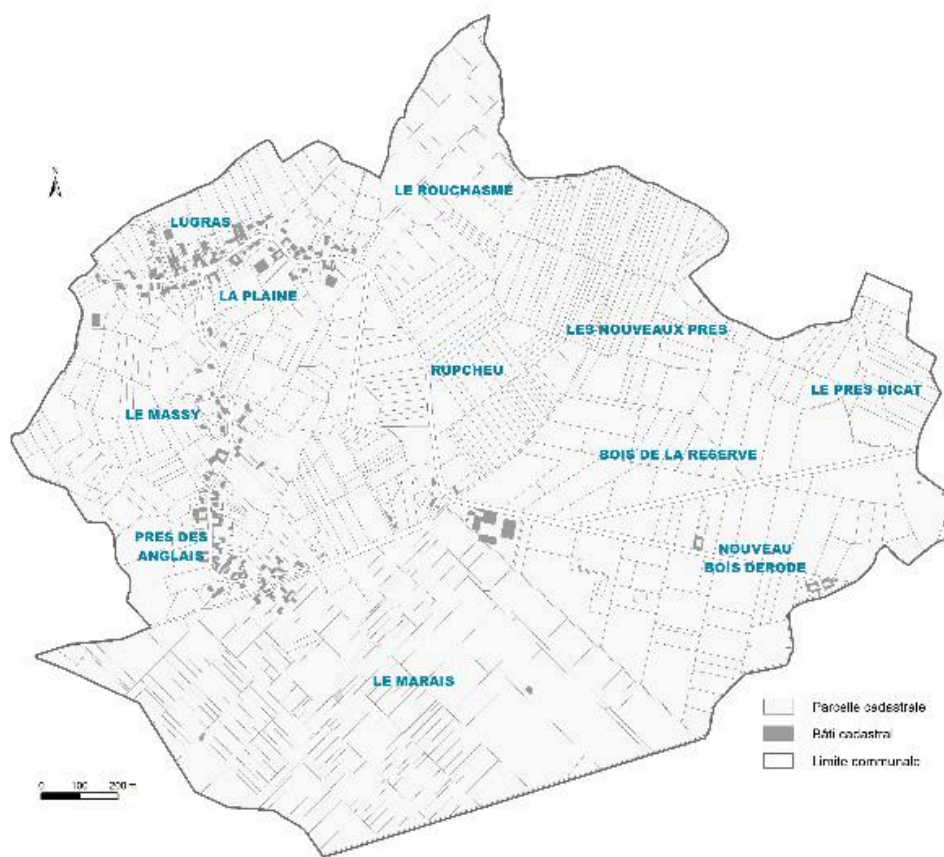 LE ROUCHASME
LUGRAS
LA PLAINE
LES NOUVEAUX PRES
RUPCHEU
LE PRES DICAT
LE MASSY
BOIS DE LA RESERVE
PRES DES
ANGLAIS
NOUVEAU
BOIS DERODE
LE MARAIS
Parcelle cadastrale
Bâti cadastral
Limite communale
0 100 200 m